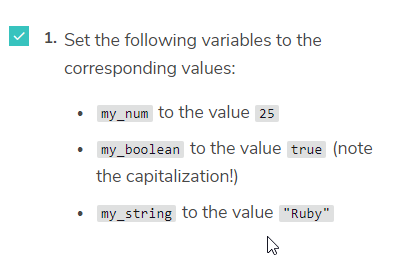 1. Set the following variables to the
corresponding values:
• my_num to the value 25
• my_boolean to the value true (note
the capitalization!)
• my_string to the value "Ruby"